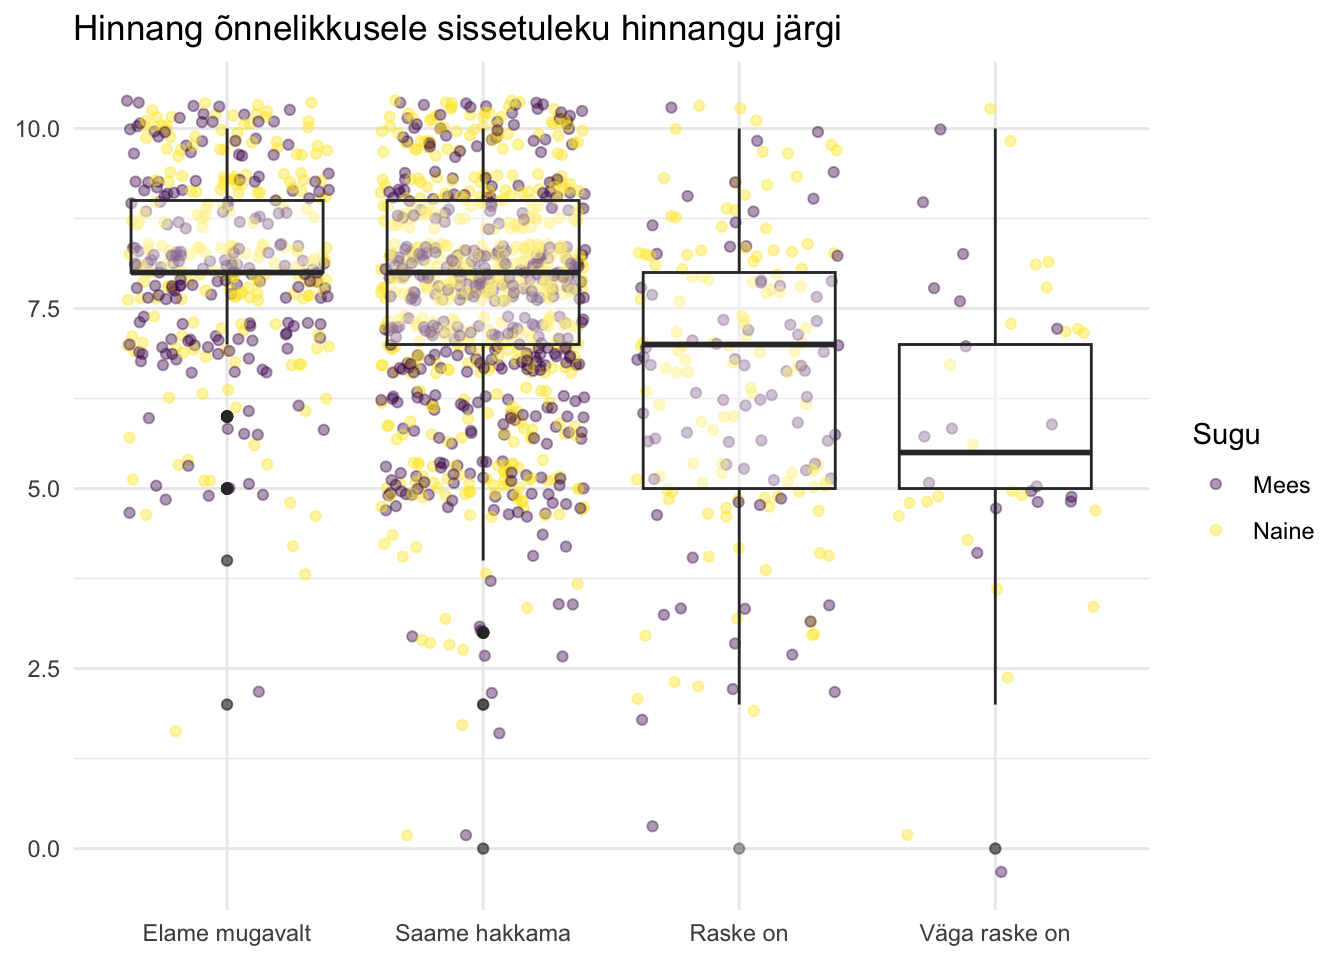 Hinnang õnnelikkusele sissetuleku hinnangu järgi
10.0
7.5
5.0
2.5
0.0
Elame mugavalt
Saame hakkama
Raske on
Väga raske on
Sugu
Mees
Naine